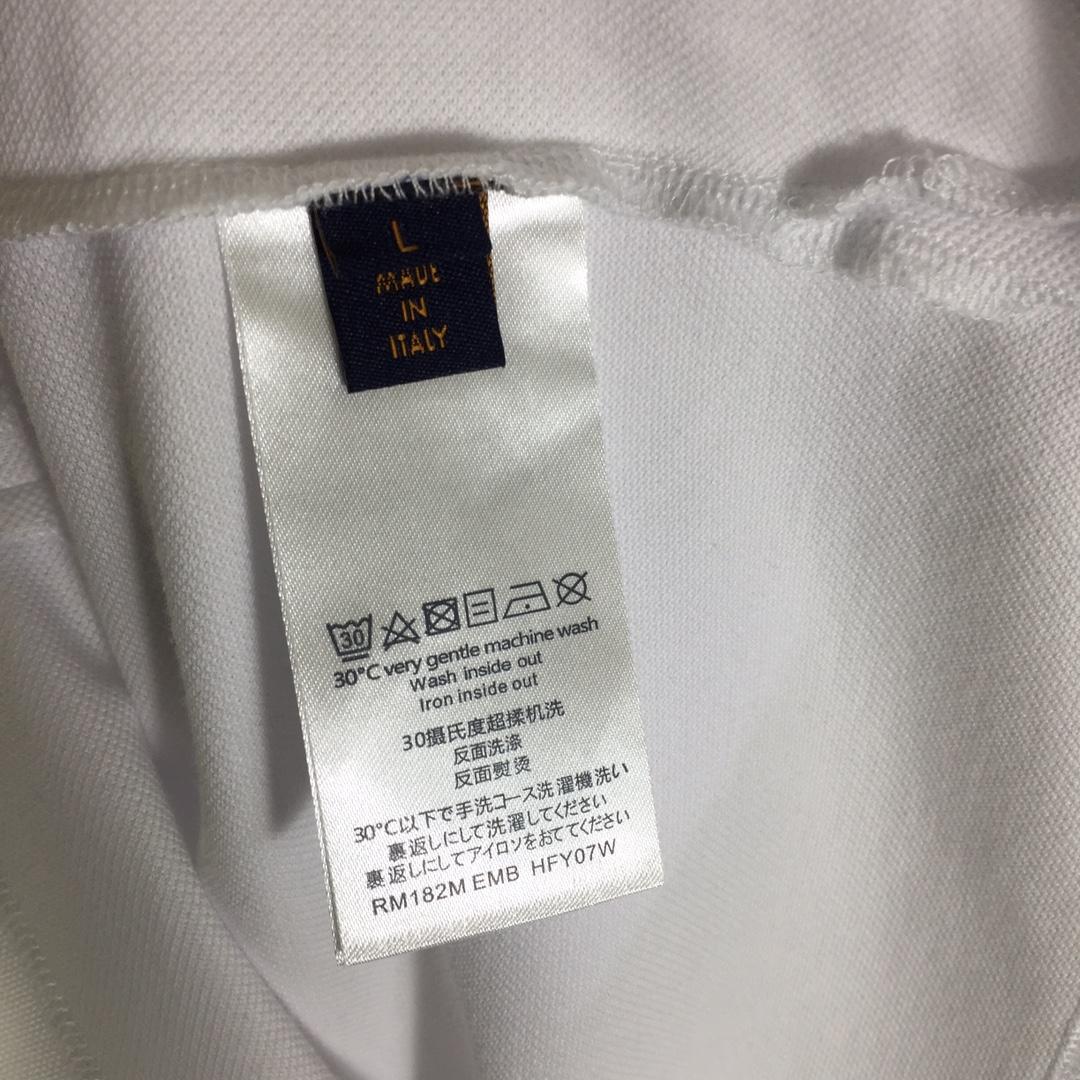 L
MADE
IN
ITALY
30
30°C very gentle machine wash
Wash inside out
Iron inside out
30摄氏度超揉机洗
反面洗涤
反面熨烫
30°C以下で手洗コース洗濯機洗い
裏返しにして洗濯してください
裏返しにしてアイロンをおててください
RM182M EMB HFY07W